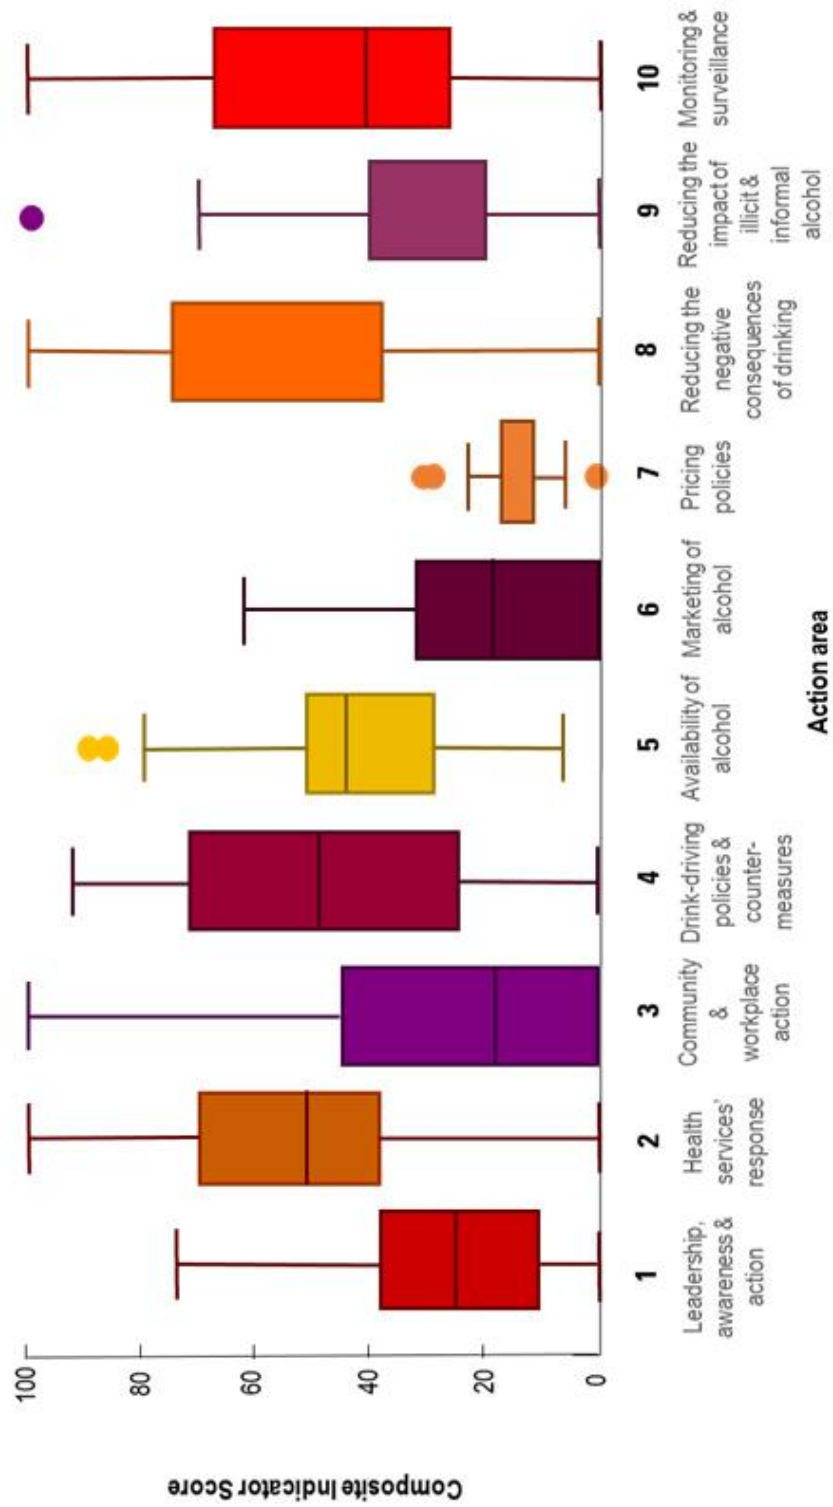 Composite Indicator Score
100
80
60
40
20
0
1
2
3
4
5
6
7
8
9
10
Leadership,
awareness &
action
Health
services'
response
Community
&
workplace
action
Drink-driving
policies &
counter-
measures
Availability of
alcohol
Marketing of
alcohol
Pricing
policies
Reducing the
negative
consequences
of drinking
Reducing the
impact of
illicit &
informal
alcohol
Monitoring &
surveillance
Action area